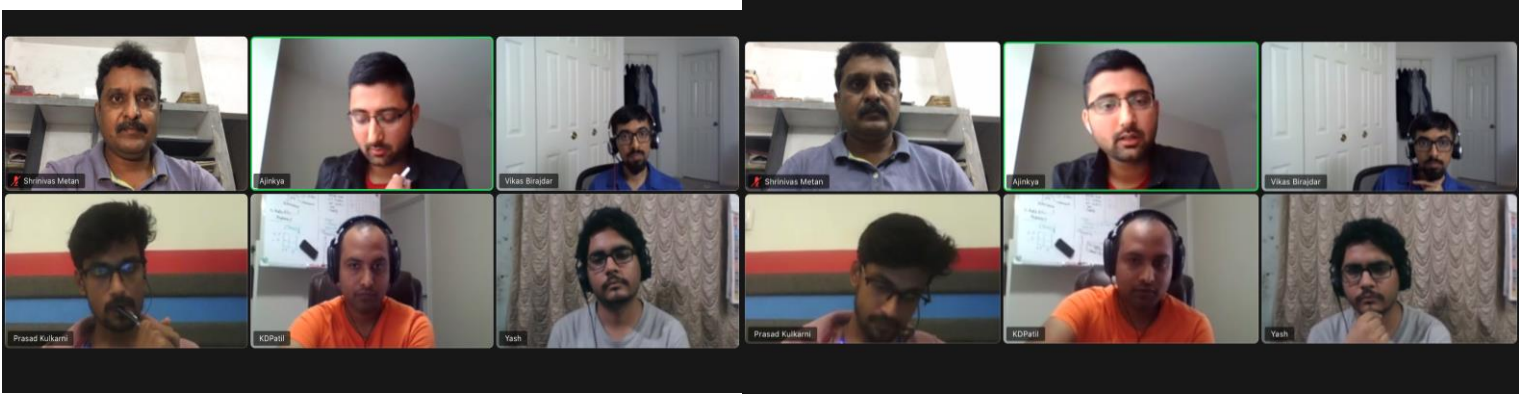 Shrinivas Metan
Ajinkya
Vikas Birajdar
Prasad Kulkarni
KDPatil
Yash
Shrinivas Metan
Ajinkya
Vikas Birajdar
Prasad Kulkarni
KDPatil
Yash